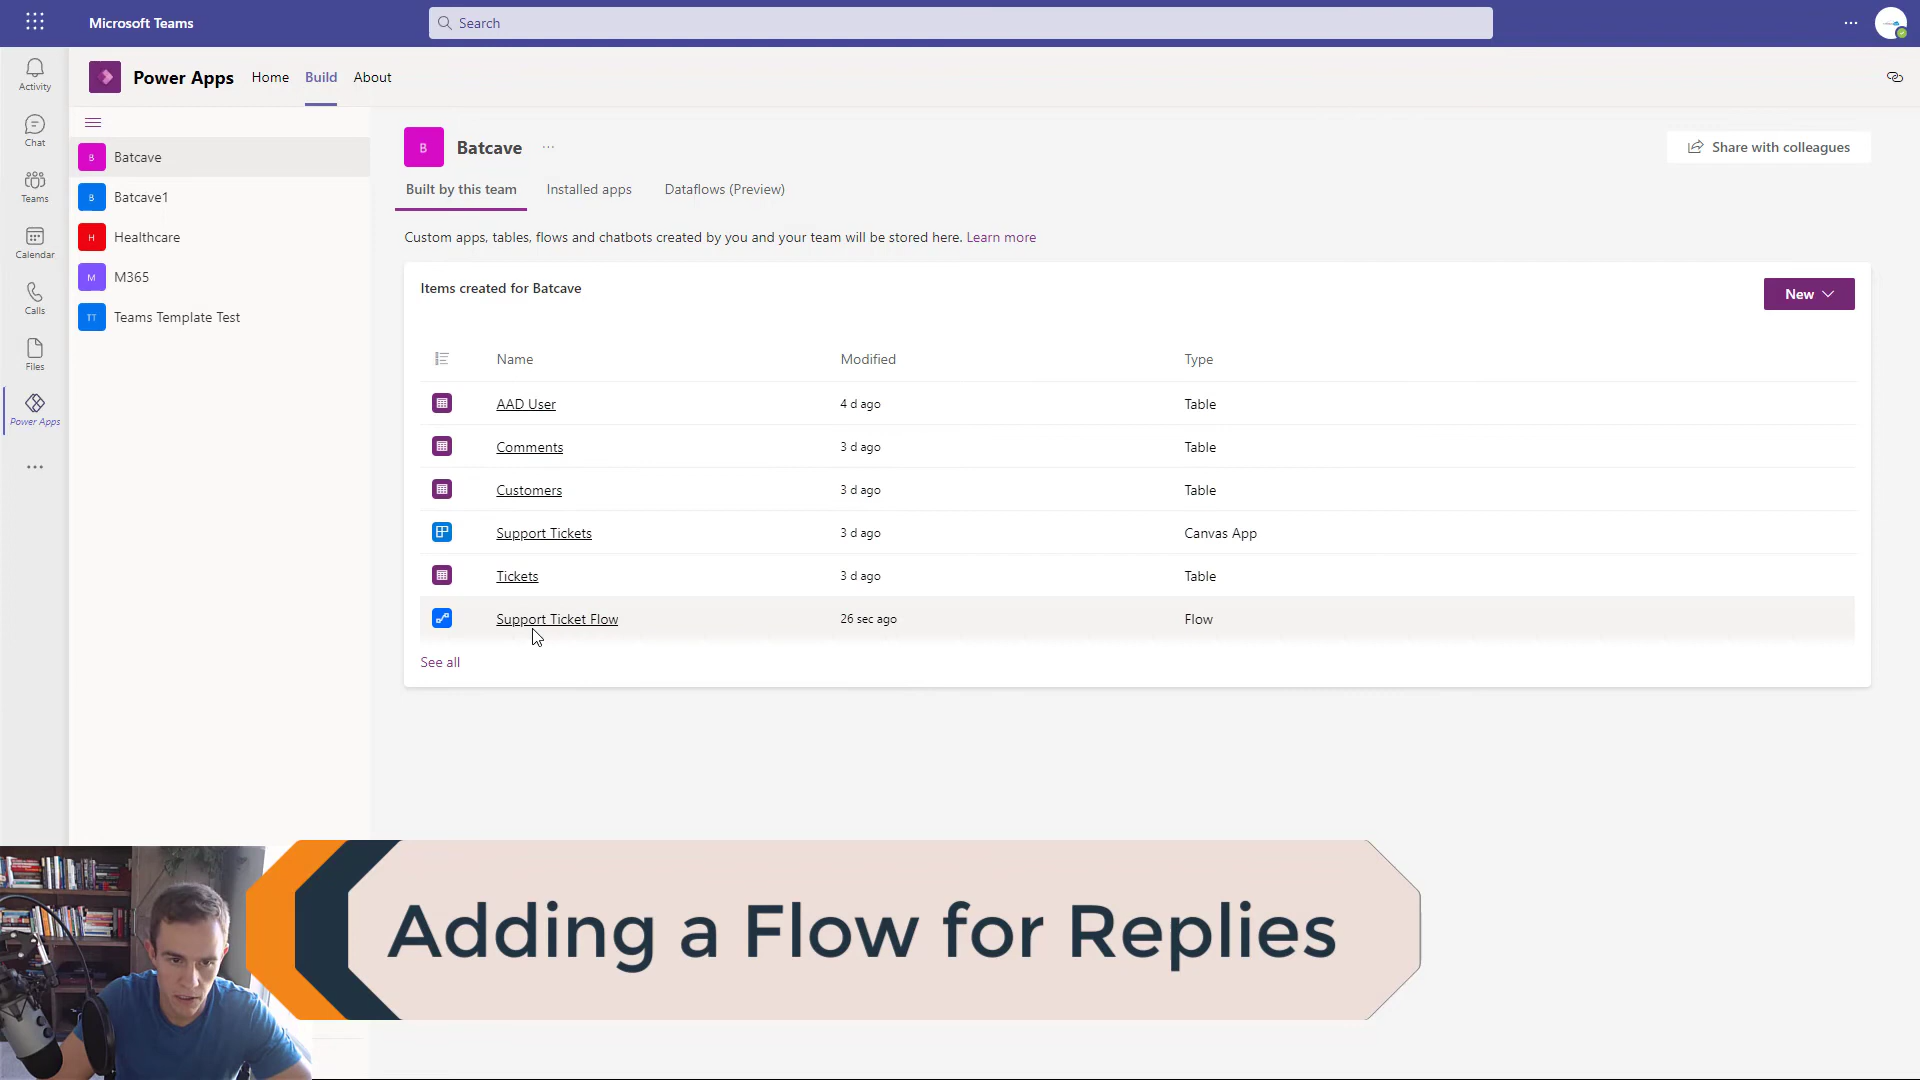 Microsoft Teams
Search
Activity
Chat
Teams
Calendar
Calls
Files
Power Apps
Power Apps
Home
Build
About
B
Batcave
B
Batcave1
H
Healthcare
M
M365
TT
Teams Template Test
B
Batcave
Share with colleagues
Built by this team
Installed apps
Dataflows (Preview)
Custom apps, tables, flows and chatbots created by you and your team will be stored here. Learn more
Items created for Batcave
New
Name Modified Type
AAD User 4 d ago Table
Comments 3 d ago Table
Customers 3 d ago Table
Support Tickets 3 d ago Canvas App
Tickets 3 d ago Table
Support Ticket Flow 26 sec ago Flow
See all
Adding a Flow for Replies